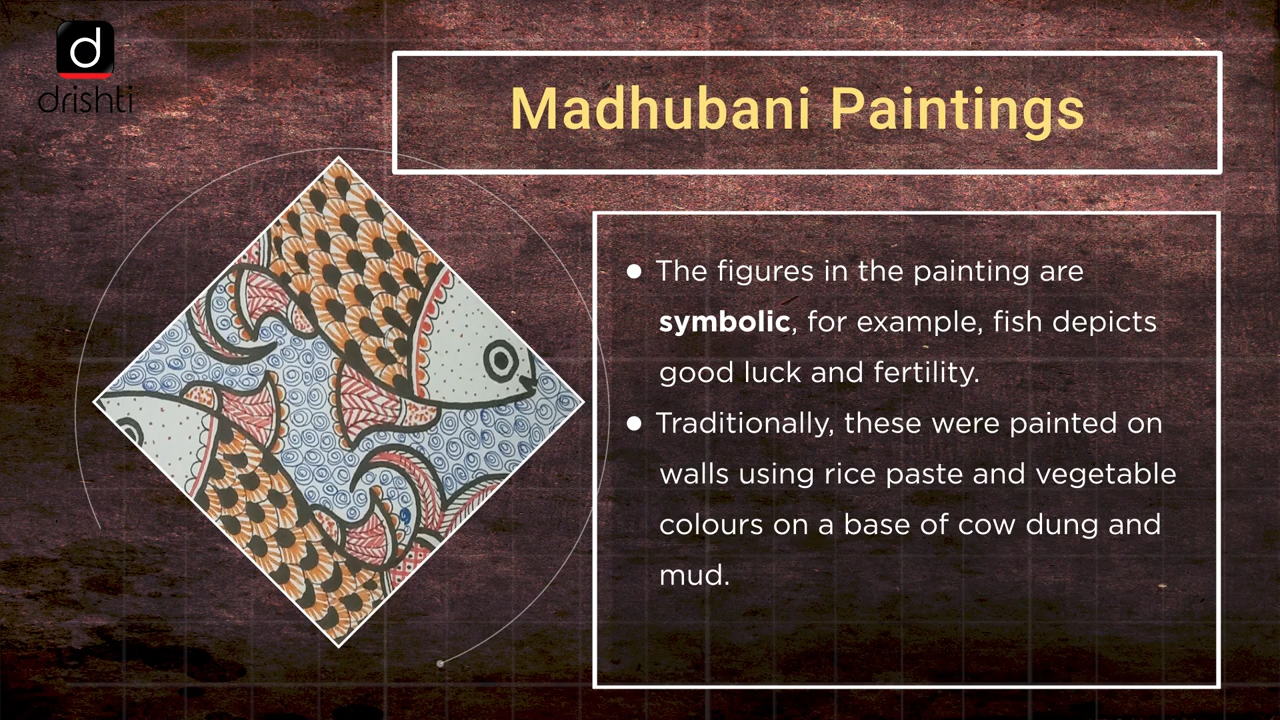 d
drishti
Madhubani Paintings
● The figures in the painting are
symbolic, for example, fish depicts
good luck and fertility.
● Traditionally, these were painted on
walls using rice paste and vegetable
colours on a base of cow dung and
mud.